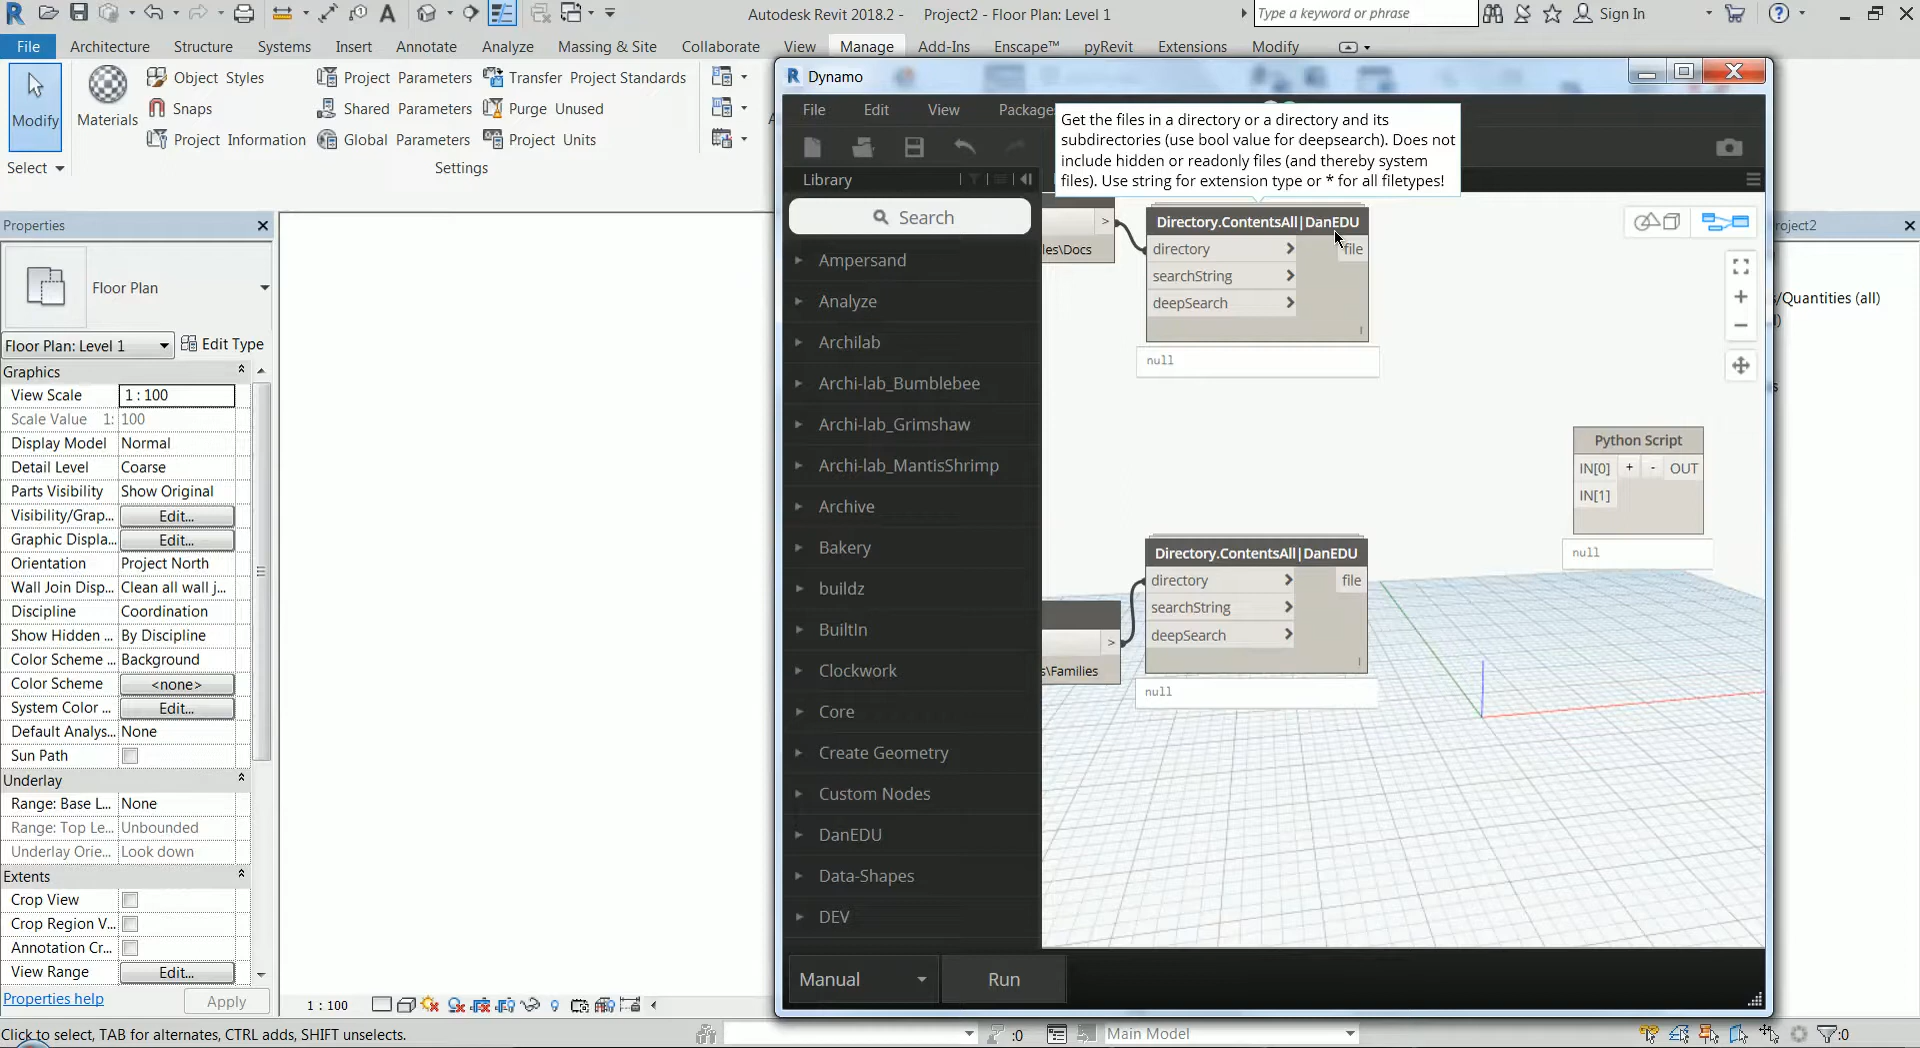 Autodesk Revit 2018.2 - Project2 - Floor Plan: Level 1
Type a keyword or phrase
Sign In
File Architecture Structure Systems Insert Annotate Analyze Massing & Site Collaborate View Manage Add-Ins Enscape™ pyRevit Extensions Modify
Modify
Materials
Object Styles
Snaps
Project Information
Project Parameters
Shared Parameters
Global Parameters
Transfer Project Standards
Purge Unused
Project Units
Select
Settings
Properties
Floor Plan
Floor Plan: Level 1
Edit Type
Graphics
View Scale 1 : 100
Scale Value 1: 100
Display Model Normal
Detail Level Coarse
Parts Visibility Show Original
Visibility/Grap... Edit...
Graphic Displa... Edit...
Orientation Project North
Wall Join Disp... Clean all wall j...
Discipline Coordination
Show Hidden ... By Discipline
Color Scheme ... Background
Color Scheme <none>
System Color ... Edit...
Default Analys... None
Sun Path
Underlay
Range: Base L... None
Range: Top Le... Unbounded
Underlay Orie... Look down
Extents
Crop View
Crop Region V...
Annotation Cr...
View Range Edit...
Properties help
Apply
1 : 100
Click to select, TAB for alternates, CTRL adds, SHIFT unselects.
:0
Main Model
:0
Dynamo
File Edit View Package
Get the files in a directory or a directory and its
subdirectories (use bool value for deepsearch). Does not
include hidden or readonly files (and thereby system
files). Use string for extension type or * for all filetypes!
Library
Search
Ampersand
Analyze
Archilab
Archi-lab_Bumblebee
Archi-lab_Grimshaw
Archi-lab_MantisShrimp
Archive
Bakery
buildz
BuiltIn
Clockwork
Core
Create Geometry
Custom Nodes
DanEDU
Data-Shapes
DEV
Manual
Run
>
les\Docs
Directory.ContentsAll|DanEDU
directory > file
searchString >
deepSearch >
null
Python Script
IN[0] + - OUT
IN[1]
null
>
s\Families
Directory.ContentsAll|DanEDU
directory > file
searchString >
deepSearch >
null
roject2
s/Quantities (all)